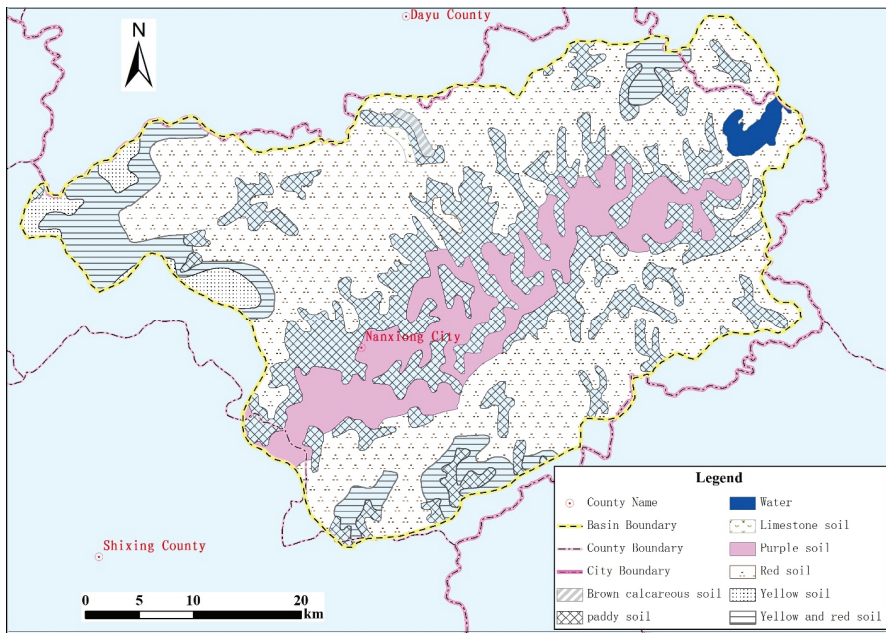 Dayu County
N
Nanxiong City
Shixing County
0 5 10 20
km
Legend
County Name
Basin Boundary
County Boundary
City Boundary
Brown calcareous soil
paddy soil
Water
Limestone soil
Purple soil
Red soil
Yellow soil
Yellow and red soil